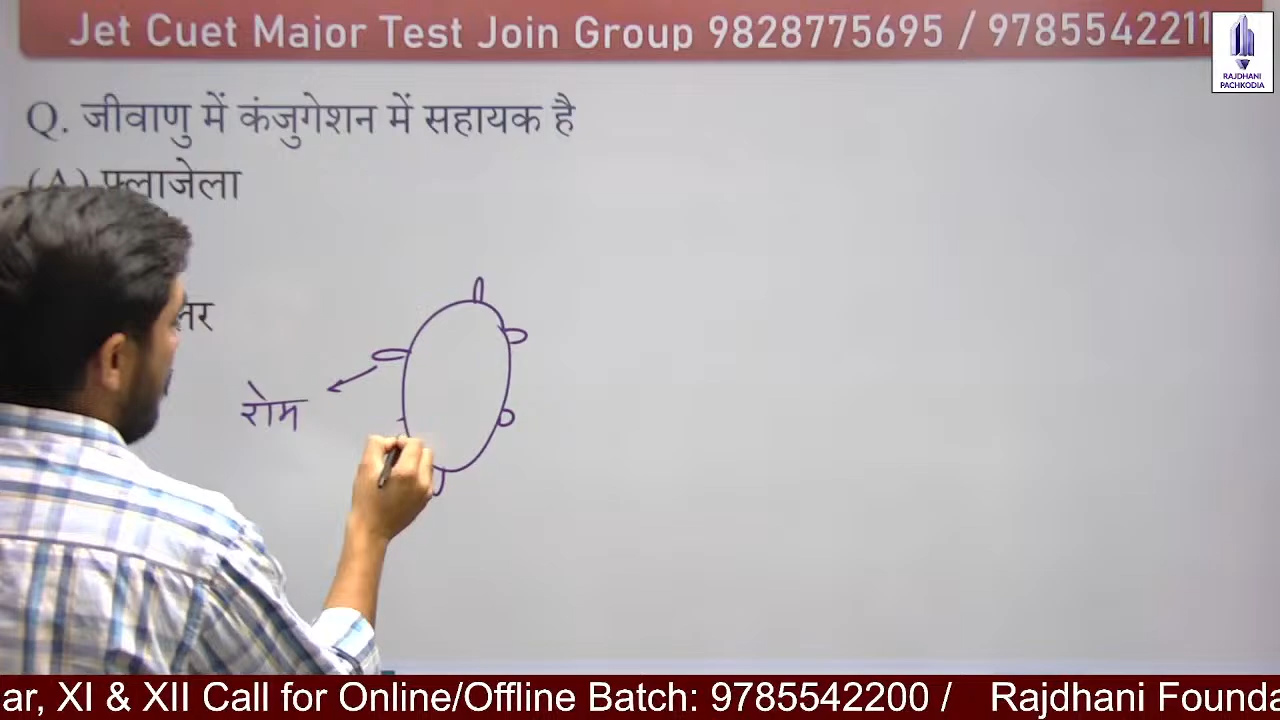 Jet Cuet Major Test Join Group 9828775695 / 9785542211
RAJDHANI
PACHKODIA
Q. जीवाणु में कंजुगेशन में सहायक है
(A) फ्लाजेला
रोम
ar, XI & XII Call for Online/Offline Batch: 9785542200 / Rajdhani Founda